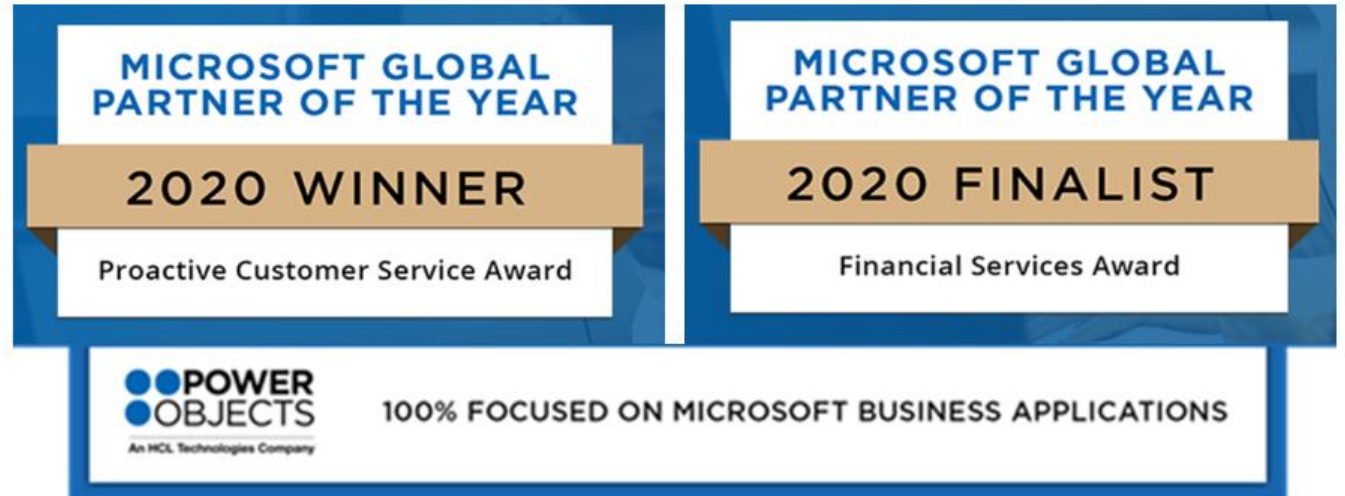 MICROSOFT GLOBAL
PARTNER OF THE YEAR
2020 WINNER
Proactive Customer Service Award
MICROSOFT GLOBAL
PARTNER OF THE YEAR
2020 FINALIST
Financial Services Award
POWER
OBJECTS
An HCL Technologies Company
100% FOCUSED ON MICROSOFT BUSINESS APPLICATIONS